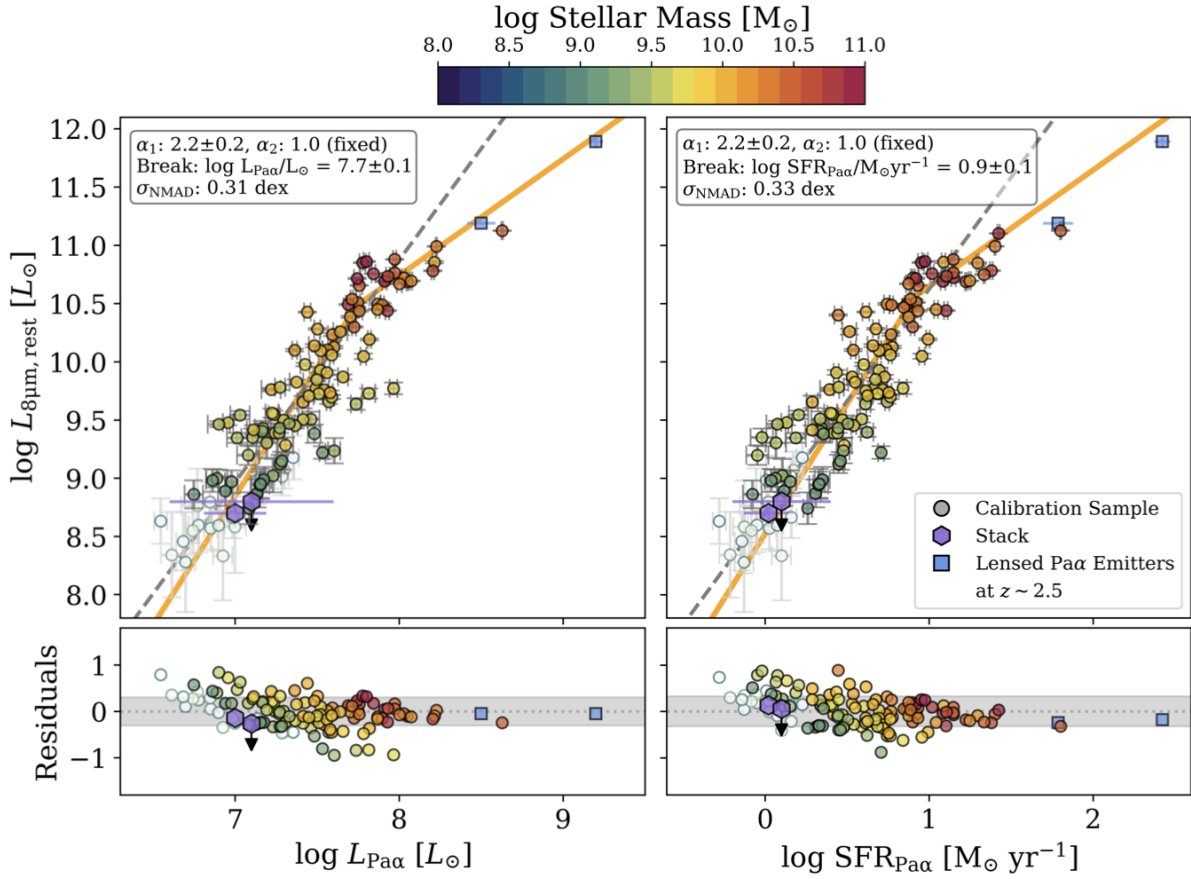 log Stellar Mass [M⊙]
8.0 8.5 9.0 9.5 10.0 10.5 11.0
α₁: 2.2±0.2, α₂: 1.0 (fixed)
Break: log L_Paα/L⊙ = 7.7±0.1
σ_NMAD: 0.31 dex
α₁: 2.2±0.2, α₂: 1.0 (fixed)
Break: log SFR_Paα/M⊙yr⁻¹ = 0.9±0.1
σ_NMAD: 0.33 dex
log L_8μm, rest [L⊙]
12.0
11.5
11.0
10.5
10.0
9.5
9.0
8.5
8.0
Calibration Sample
Stack
Lensed Paα Emitters
at z ~ 2.5
Residuals
1
0
−1
7 8 9
0 1 2
log L_Paα [L⊙]
log SFR_Paα [M⊙ yr⁻¹]